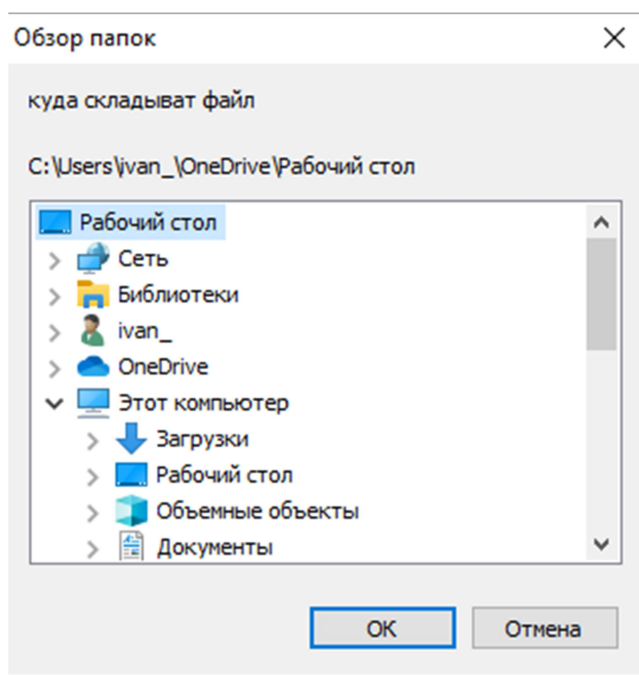 Обзор папок
куда складыват файл
C:\Users\ivan_\OneDrive\Рабочий стол
Рабочий стол
Сеть
Библиотеки
ivan_
OneDrive
Этот компьютер
Загрузки
Рабочий стол
Объемные объекты
Документы
ОК Отмена